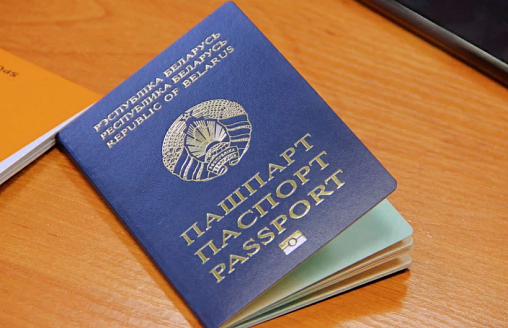 РЭСПУБЛІКА БЕЛАРУСЬ
РЕСПУБЛИКА БЕЛАРУСЬ
REPUBLIC OF BELARUS
ПАШПАРТ
ПАСПОРТ
PASSPORT